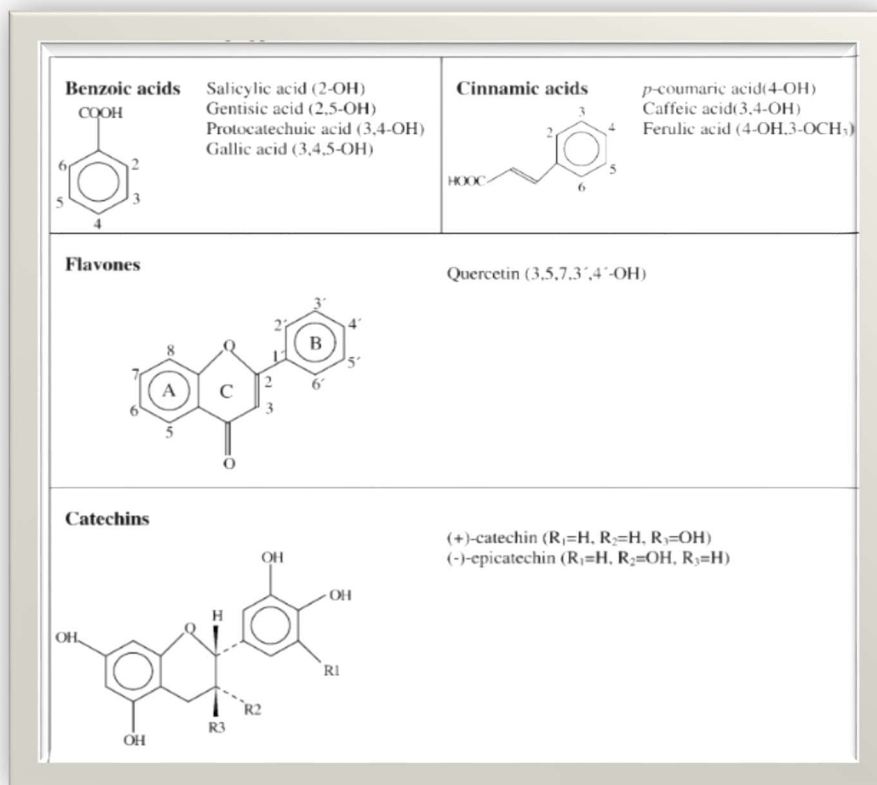 Benzoic acids
COOH
6
2
5
3
4
Salicylic acid (2-OH)
Gentisic acid (2,5-OH)
Protocatechuic acid (3,4-OH)
Gallic acid (3,4,5-OH)
Cinnamic acids
3
2
4
HOOC
5
6
p-coumaric acid(4-OH)
Caffeic acid(3,4-OH)
Ferulic acid (4-OH,3-OCH₃)
Flavones
3´
2´
4´
B
8
O
1´
5´
7
2
6´
A
C
6
3
5
O
Quercetin (3,5,7,3´,4´-OH)
Catechins
OH
OH
H
O
OH
R1
R2
R3
OH
(+)-catechin (R₁=H, R₂=H, R₃=OH)
(-)-epicatechin (R₁=H, R₂=OH, R₃=H)